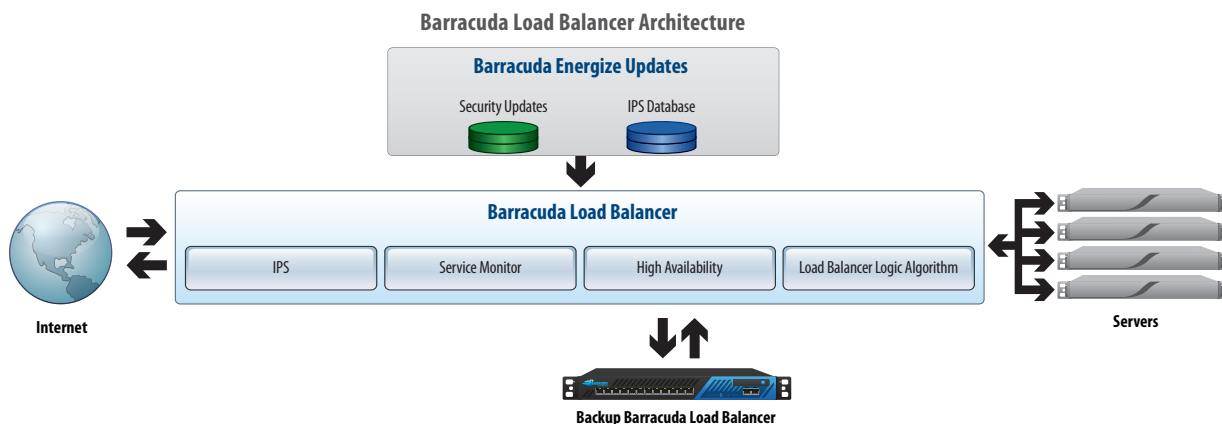 Barracuda Load Balancer Architecture
Barracuda Energize Updates
Security Updates
IPS Database
Barracuda Load Balancer
IPS
Service Monitor
High Availability
Load Balancer Logic Algorithm
Internet
Servers
Backup Barracuda Load Balancer